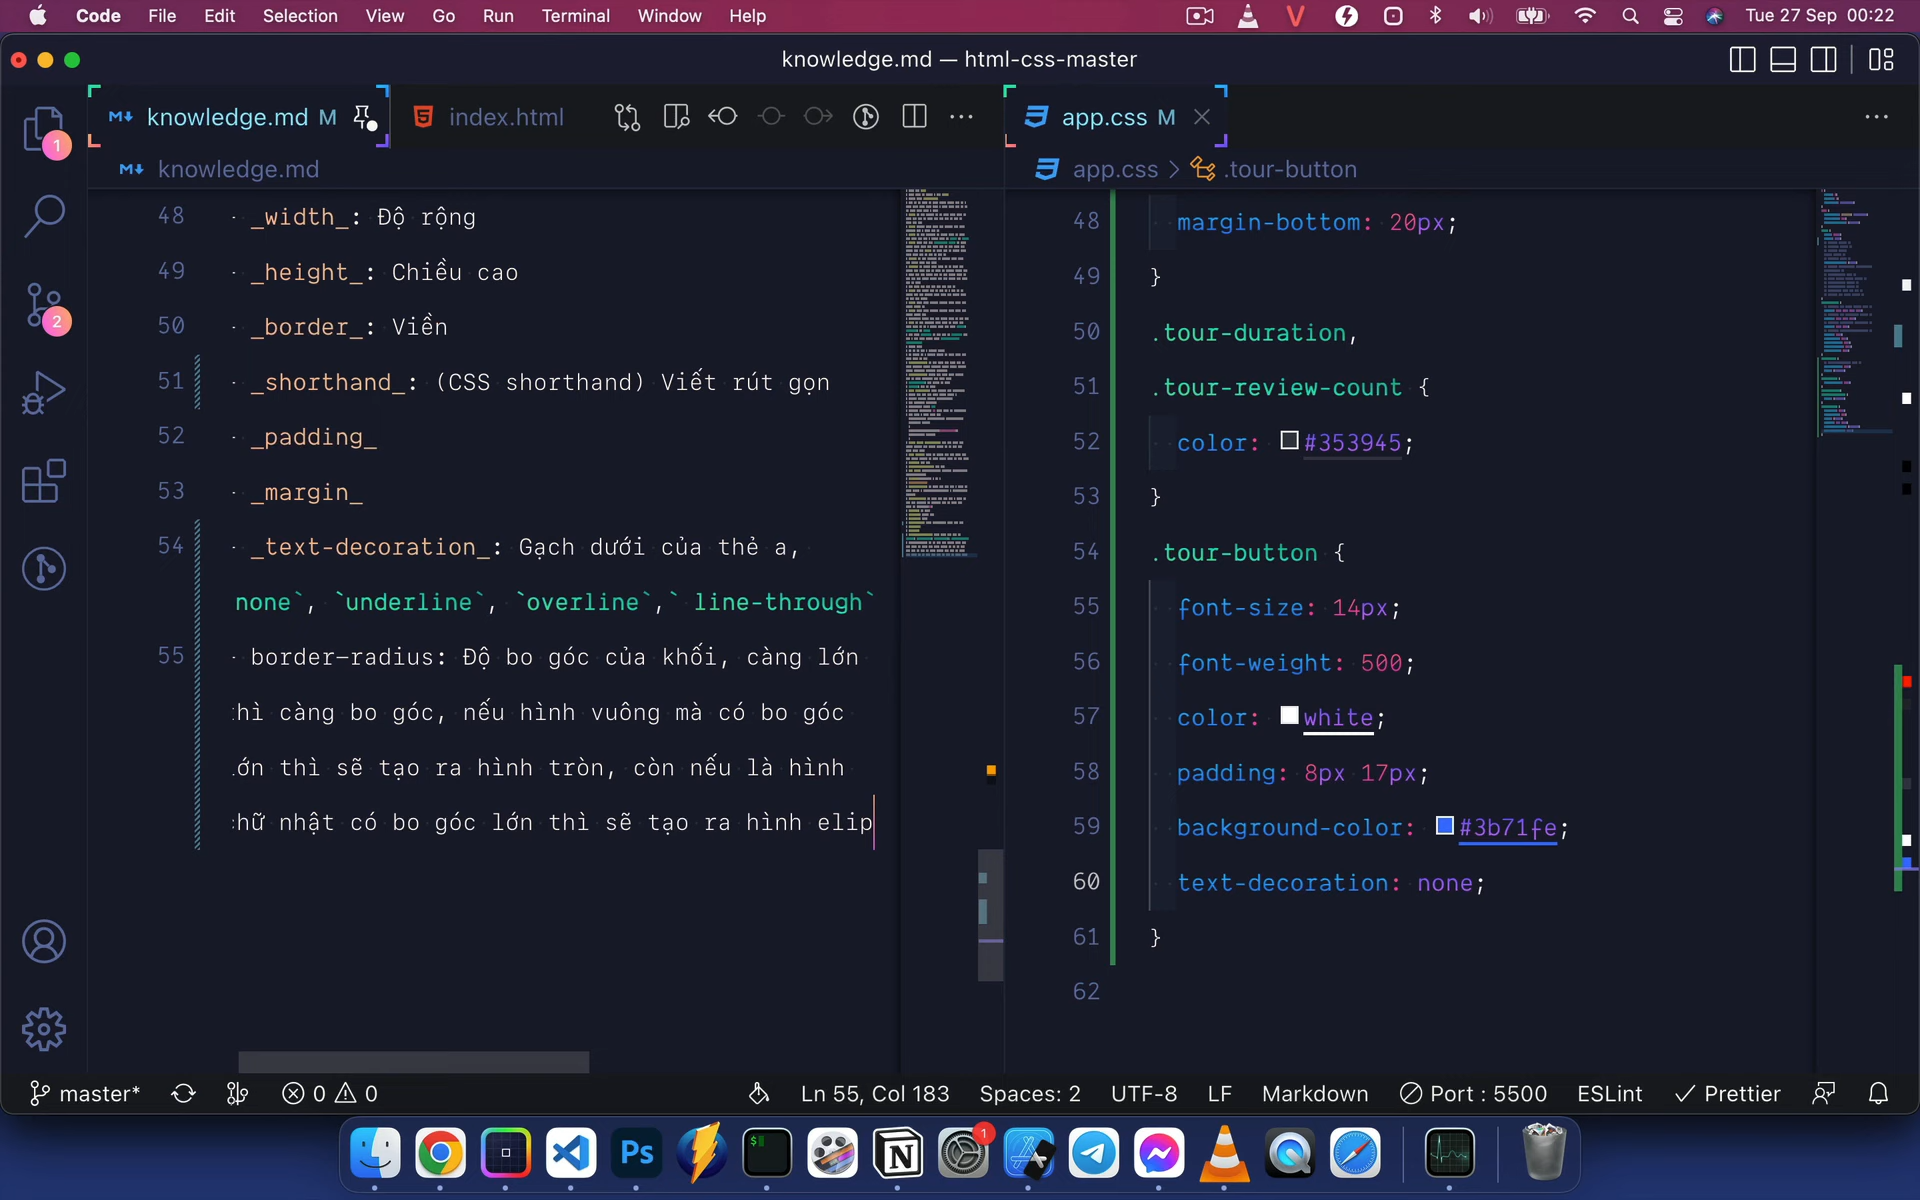 Code File Edit Selection View Go Run Terminal Window Help Tue 27 Sep 00:22
knowledge.md — html-css-master
knowledge.md M index.html
knowledge.md
1
2
48 - _width_: Độ rộng
49 - _height_: Chiều cao
50 - _border_: Viền
51 - _shorthand_: (CSS shorthand) Viết rút gọn
52 - _padding_
53 - _margin_
54 - _text-decoration_: Gạch dưới của thẻ a,
none`, `underline`, `overline`,` line-through`
55 - border-radius: Độ bo góc của khối, càng lớn
hì càng bo góc, nếu hình vuông mà có bo góc
ớn thì sẽ tạo ra hình tròn, còn nếu là hình
hữ nhật có bo góc lớn thì sẽ tạo ra hình elip
app.css M
app.css > .tour-button
48 margin-bottom: 20px;
49 }
50 .tour-duration,
51 .tour-review-count {
52 color: #353945;
53 }
54 .tour-button {
55 font-size: 14px;
56 font-weight: 500;
57 color: white;
58 padding: 8px 17px;
59 background-color: #3b71fe;
60 text-decoration: none;
61 }
62
master* 0 0 Ln 55, Col 183 Spaces: 2 UTF-8 LF Markdown Port : 5500 ESLint Prettier
Ps
$
N
1